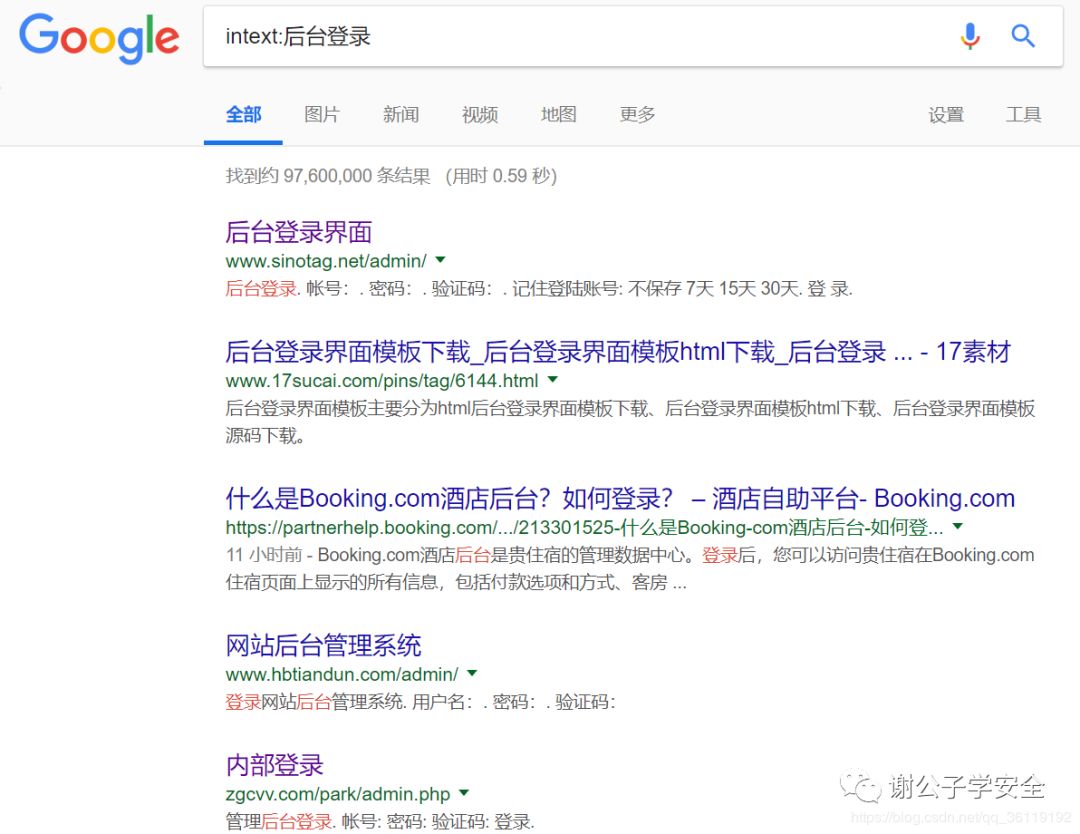 Google
intext:后台登录
全部 图片 新闻 视频 地图 更多 设置 工具
找到约 97,600,000 条结果 （用时 0.59 秒）
后台登录界面
www.sinotag.net/admin/
后台登录. 帐号：. 密码：. 验证码：. 记住登陆账号: 不保存 7天 15天 30天. 登 录.
后台登录界面模板下载_后台登录界面模板html下载_后台登录 ... - 17素材
www.17sucai.com/pins/tag/6144.html
后台登录界面模板主要分为html后台登录界面模板下载、后台登录界面模板html下载、后台登录界面模板
源码下载。
什么是Booking.com酒店后台？如何登录？ – 酒店自助平台- Booking.com
https://partnerhelp.booking.com/.../213301525-什么是Booking-com酒店后台-如何登...
11 小时前 - Booking.com酒店后台是贵住宿的管理数据中心。登录后，您可以访问贵住宿在Booking.com
住宿页面上显示的所有信息，包括付款选项和方式、客房 ...
网站后台管理系统
www.hbtiandun.com/admin/
登录网站后台管理系统. 用户名：. 密码：. 验证码：
内部登录
zgcvv.com/park/admin.php
管理后台登录. 帐号: 密码: 验证码: 登录.
谢公子学安全
https://blog.csdn.net/qq_36119192